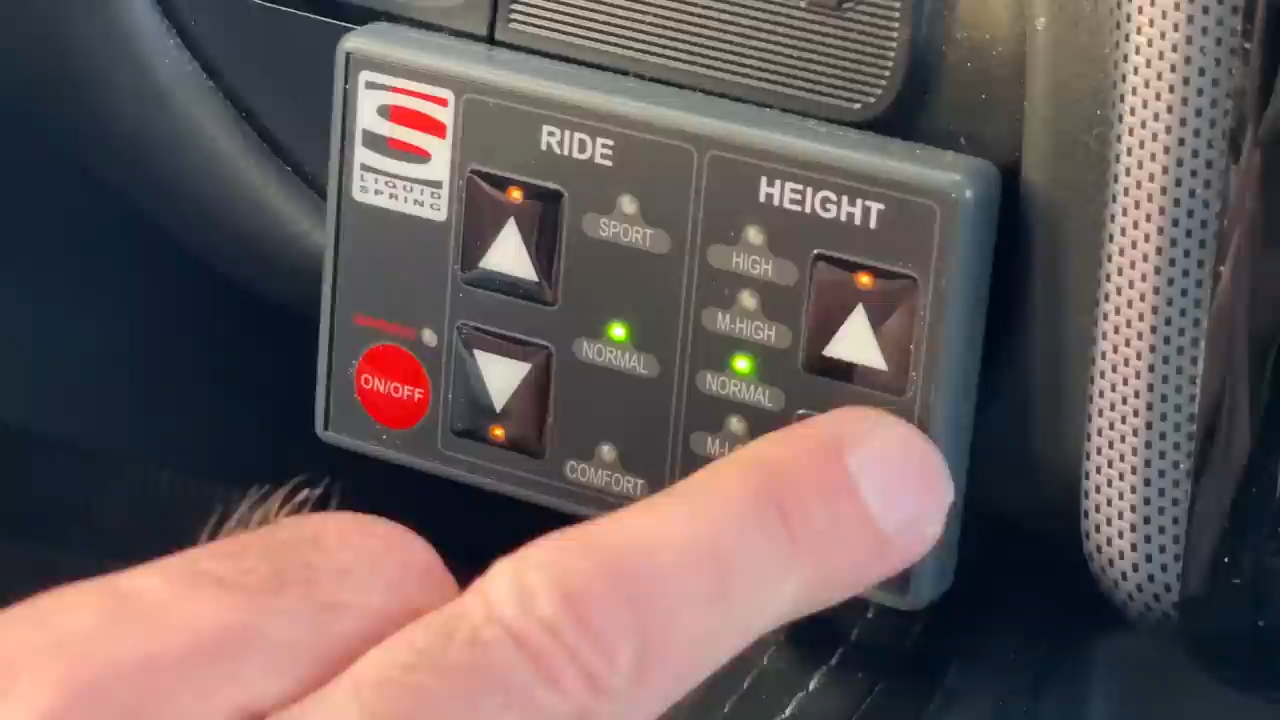 LIQUID
SPRING
RIDE
SPORT
NORMAL
COMFORT
ON/OFF
HEIGHT
HIGH
M-HIGH
NORMAL